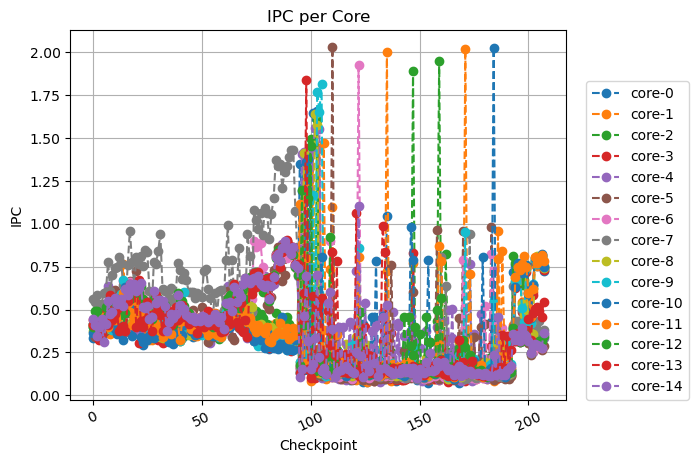 IPC per Core
IPC
2.00
1.75
1.50
1.25
1.00
0.75
0.50
0.25
0.00
0
50
100
150
200
Checkpoint
core-0
core-1
core-2
core-3
core-4
core-5
core-6
core-7
core-8
core-9
core-10
core-11
core-12
core-13
core-14